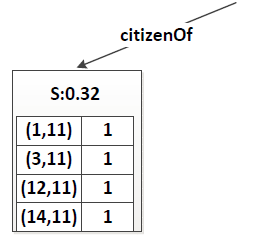 citizenOf
S:0.32
(1,11) 1
(3,11) 1
(12,11) 1
(14,11) 1